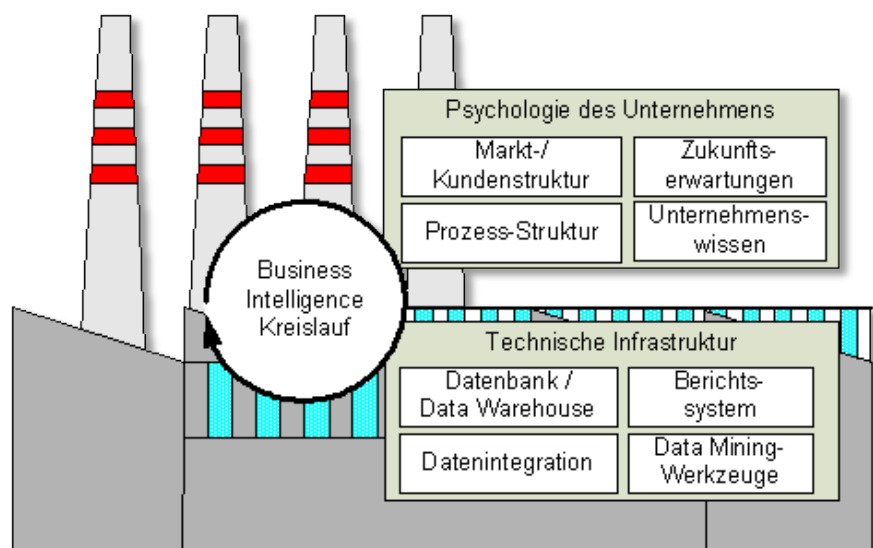 Psychologie des Unternehmens
Markt-/
Kundenstruktur
Zukunfts-
erwartungen
Prozess-Struktur
Unternehmens-
wissen
Business
Intelligence
Kreislauf
Technische Infrastruktur
Datenbank /
Data Warehouse
Berichts-
system
Datenintegration
Data Mining-
Werkzeuge